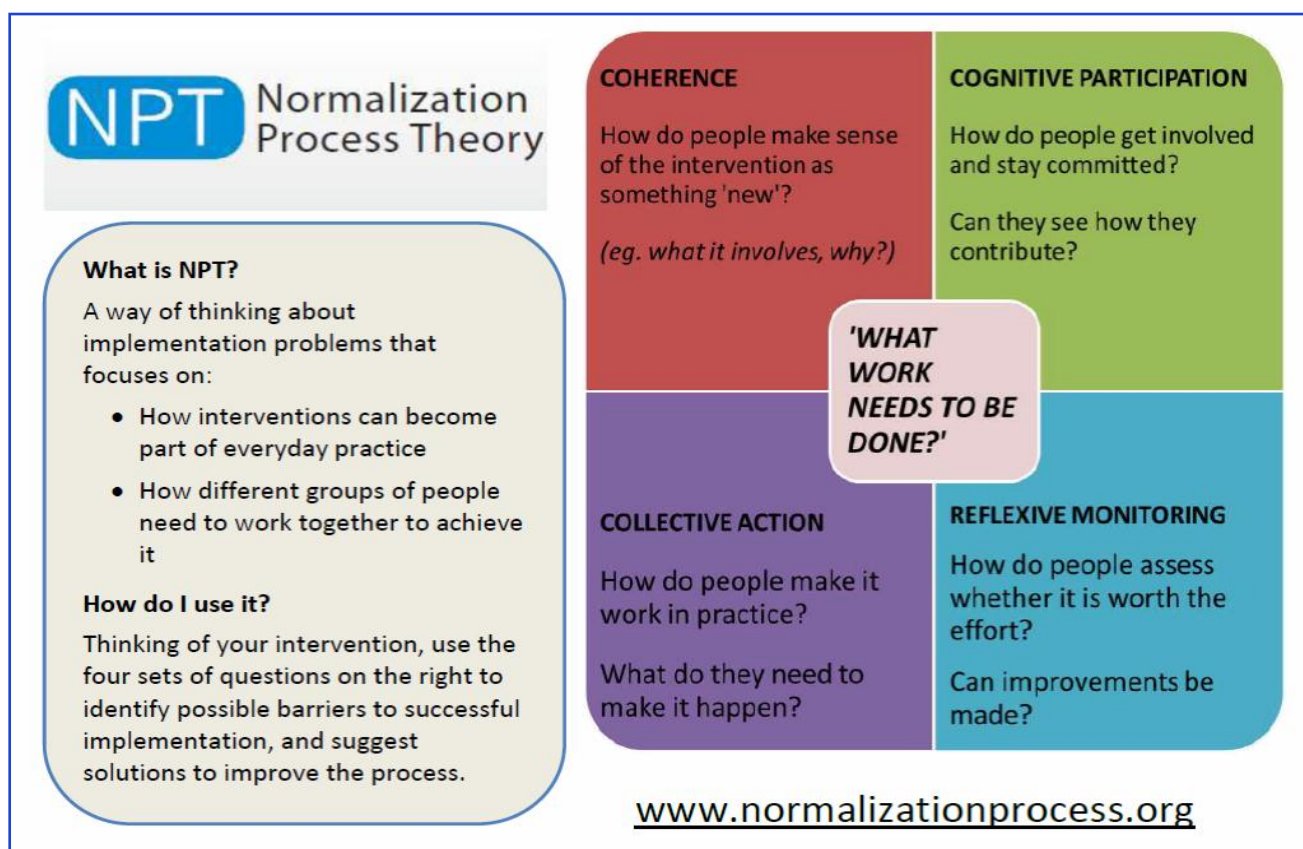 NPT Normalization
Process Theory
What is NPT?
A way of thinking about
implementation problems that
focuses on:
• How interventions can become
part of everyday practice
• How different groups of people
need to work together to achieve
it
How do I use it?
Thinking of your intervention, use the
four sets of questions on the right to
identify possible barriers to successful
implementation, and suggest
solutions to improve the process.
COHERENCE
How do people make sense
of the intervention as
something 'new'?
(eg. what it involves, why?)
COGNITIVE PARTICIPATION
How do people get involved
and stay committed?
Can they see how they
contribute?
'WHAT
WORK
NEEDS TO BE
DONE?'
COLLECTIVE ACTION
How do people make it
work in practice?
What do they need to
make it happen?
REFLEXIVE MONITORING
How do people assess
whether it is worth the
effort?
Can improvements be
made?
www.normalizationprocess.org